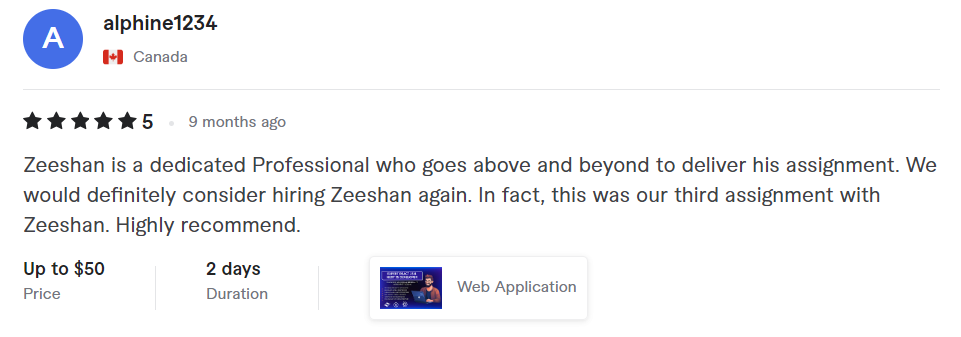 A
alphine1234
Canada
5
9 months ago
Zeeshan is a dedicated Professional who goes above and beyond to deliver his assignment. We
would definitely consider hiring Zeeshan again. In fact, this was our third assignment with
Zeeshan. Highly recommend.
Up to $50
Price
2 days
Duration
Web Application